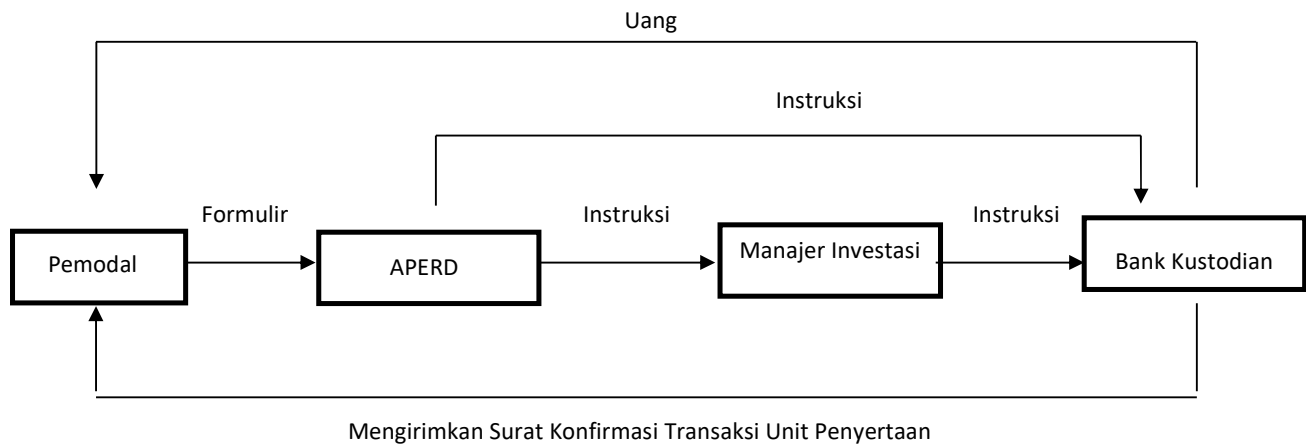 Uang
Instruksi
Formulir
Instruksi
Instruksi
Pemodal
APERD
Manajer Investasi
Bank Kustodian
Mengirimkan Surat Konfirmasi Transaksi Unit Penyertaan